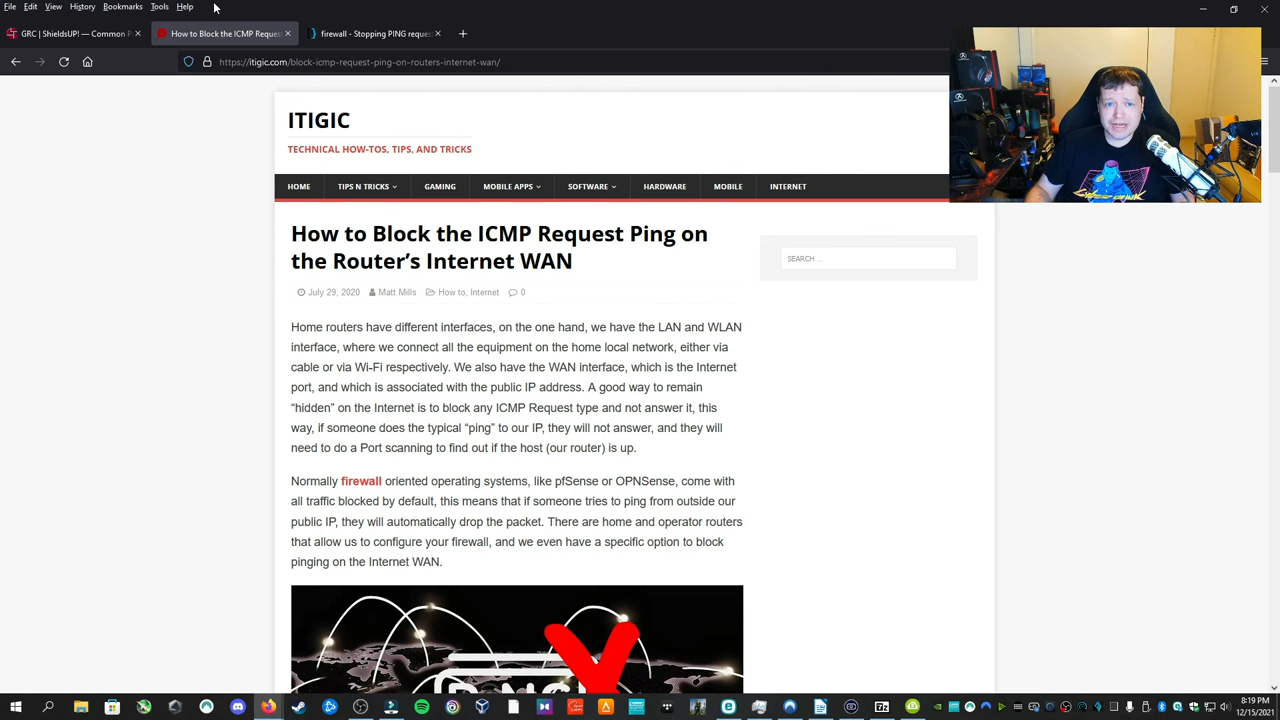 File Edit View History Bookmarks Tools Help
GRC | ShieldsUP! — Common P
How to Block the ICMP Request
firewall - Stopping PING reques
https://itigic.com/block-icmp-request-ping-on-routers-internet-wan/
ITIGIC
TECHNICAL HOW-TOS, TIPS, AND TRICKS
HOME TIPS N TRICKS GAMING MOBILE APPS SOFTWARE HARDWARE MOBILE INTERNET
How to Block the ICMP Request Ping on
the Router’s Internet WAN
July 29, 2020 Matt Mills How to, Internet 0
SEARCH …
Home routers have different interfaces, on the one hand, we have the LAN and WLAN
interface, where we connect all the equipment on the home local network, either via
cable or via Wi-Fi respectively. We also have the WAN interface, which is the Internet
port, and which is associated with the public IP address. A good way to remain
“hidden” on the Internet is to block any ICMP Request type and not answer it, this
way, if someone does the typical “ping” to our IP, they will not answer, and they will
need to do a Port scanning to find out if the host (our router) is up.
Normally firewall oriented operating systems, like pfSense or OPNSense, come with
all traffic blocked by default, this means that if someone tries to ping from outside our
public IP, they will automatically drop the packet. There are home and operator routers
that allow us to configure your firewall, and we even have a specific option to block
pinging on the Internet WAN.
8:19 PM
12/15/2021